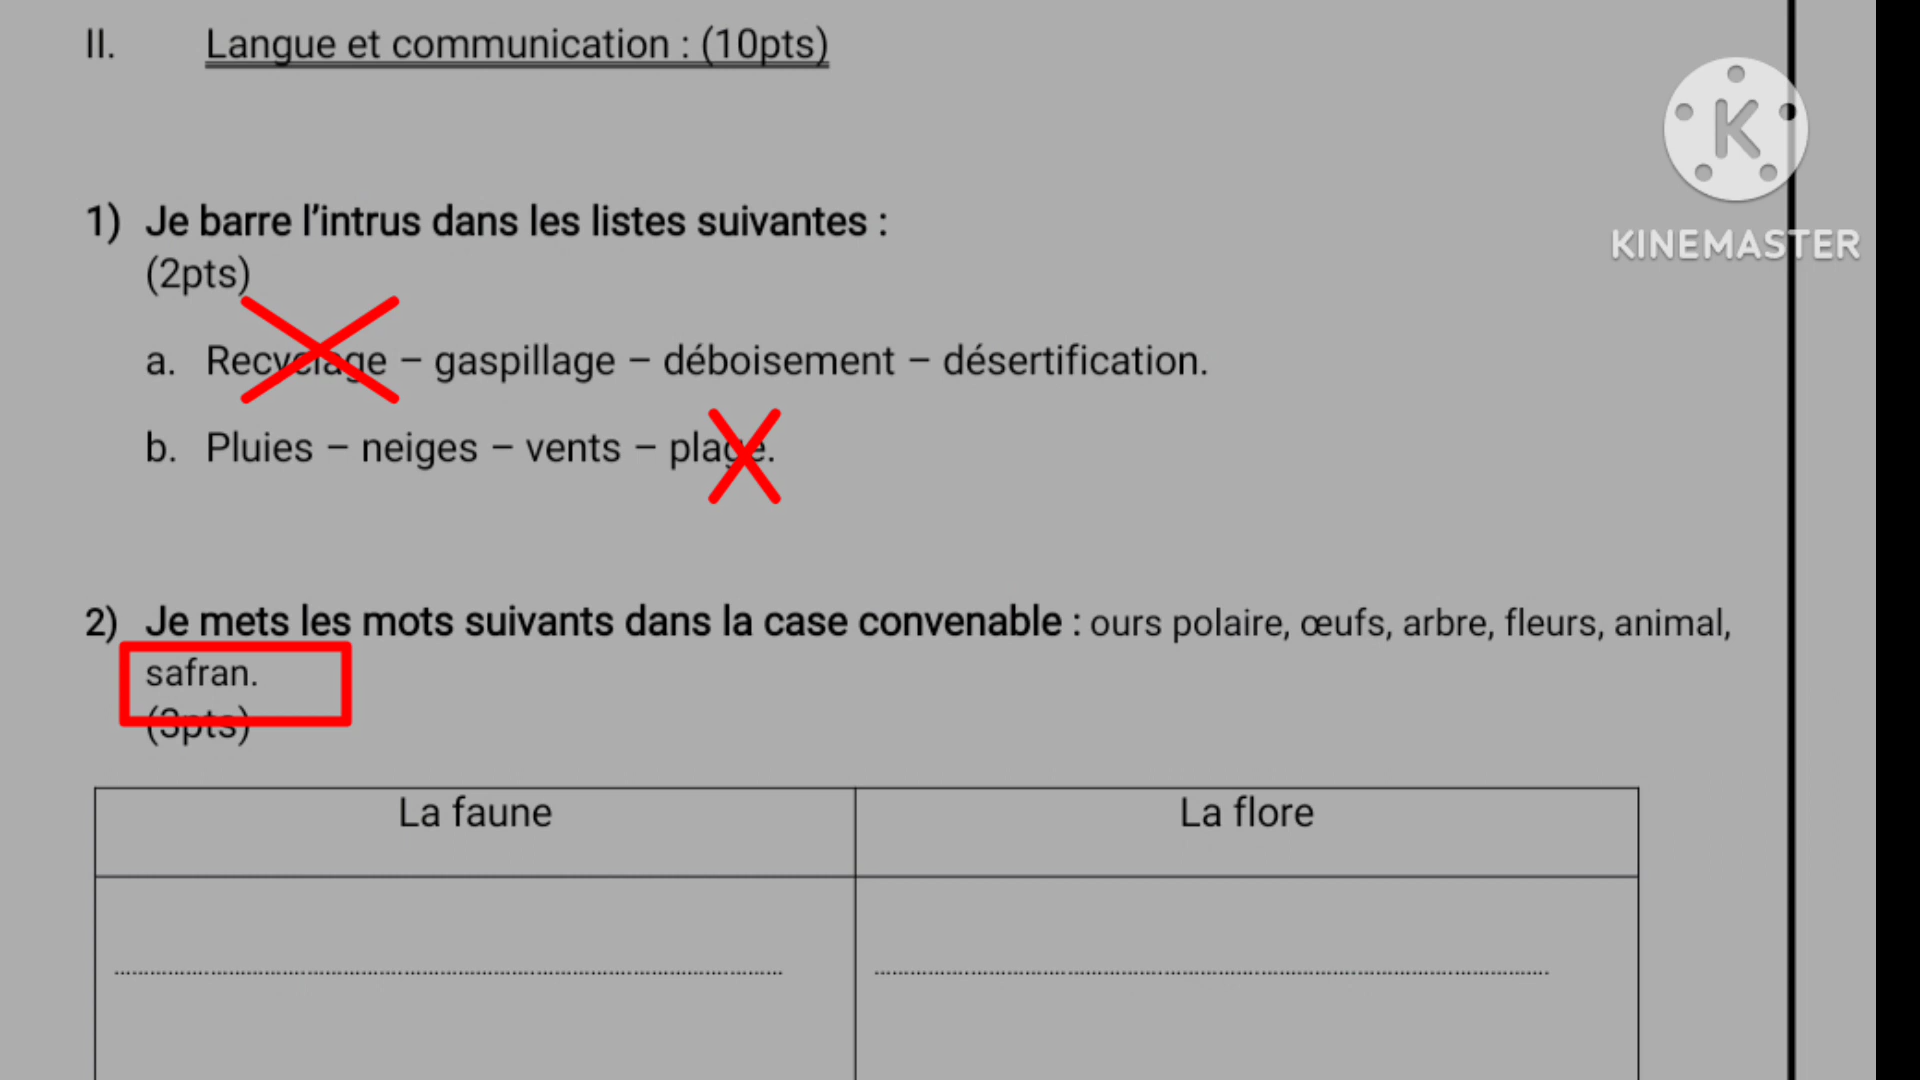 II. Langue et communication : (10pts)
K
KINEMASTER
1) Je barre l’intrus dans les listes suivantes :
(2pts)
a. Recyclage – gaspillage – déboisement – désertification.
b. Pluies – neiges – vents – plage.
2) Je mets les mots suivants dans la case convenable : ours polaire, œufs, arbre, fleurs, animal,
safran.
(3pts)
La faune La flore